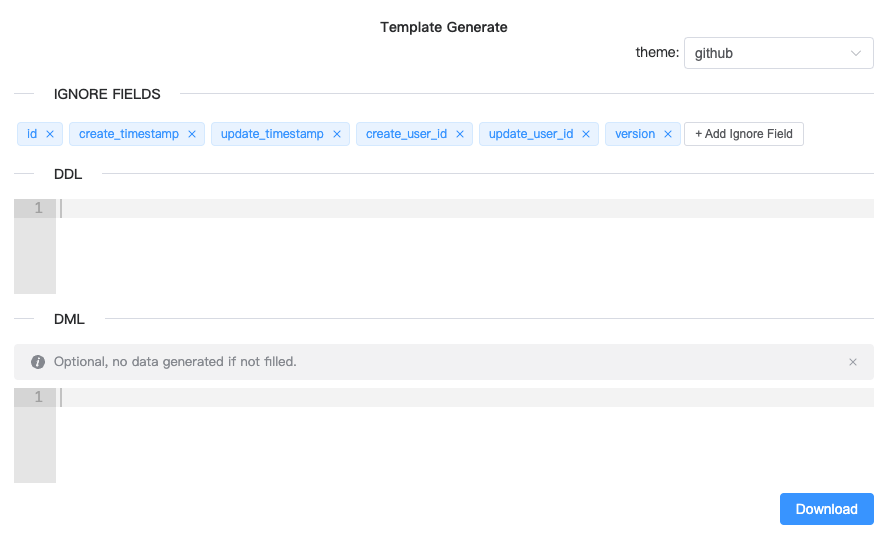 Template Generate
theme: github
IGNORE FIELDS
id × create_timestamp × update_timestamp × create_user_id × update_user_id × version × + Add Ignore Field
DDL
1
DML
Optional, no data generated if not filled.
1
Download